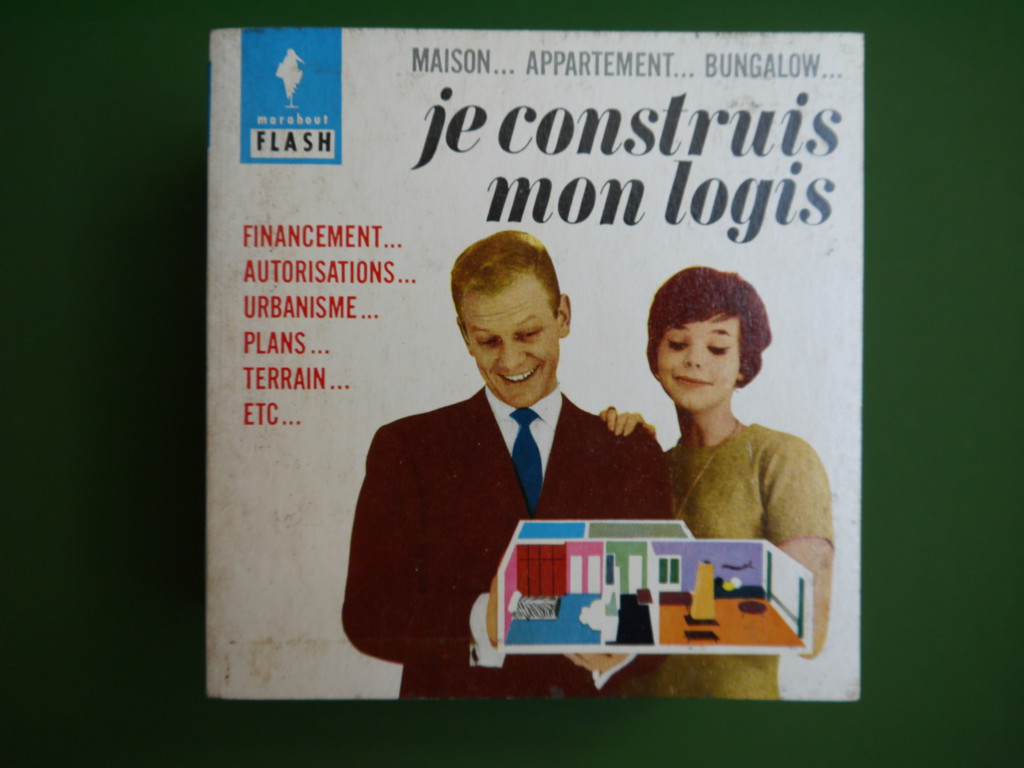 marabout
FLASH
MAISON... APPARTEMENT... BUNGALOW...
je construis
mon logis
FINANCEMENT...
AUTORISATIONS...
URBANISME...
PLANS...
TERRAIN...
ETC...